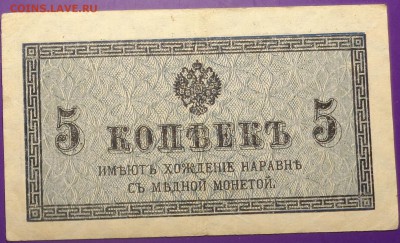 COINS.LAVE.RU
5 КОПѢЕКЪ 5
ИМѢЮТЪ ХОЖДЕНІЕ НАРАВНѢ
СЪ МѢДНОЙ МОНЕТОЙ.